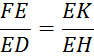 FE/ED = EK/EH